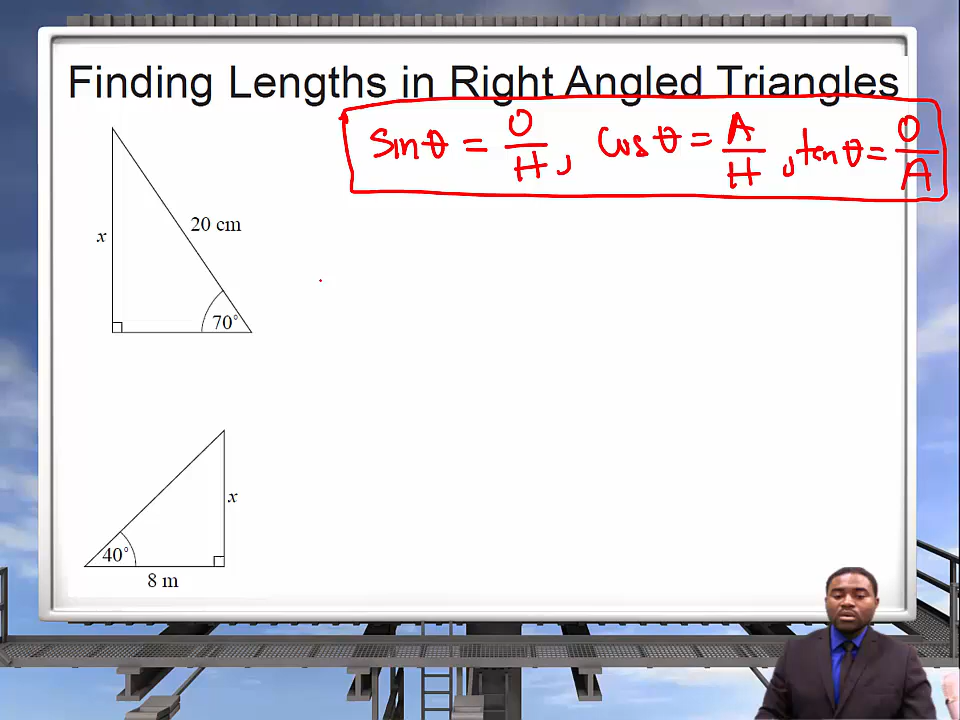 Finding Lengths in Right Angled Triangles
Sinθ = O/H, Cosθ = A/H, tanθ = O/A
x
20 cm
70°
x
40°
8 m